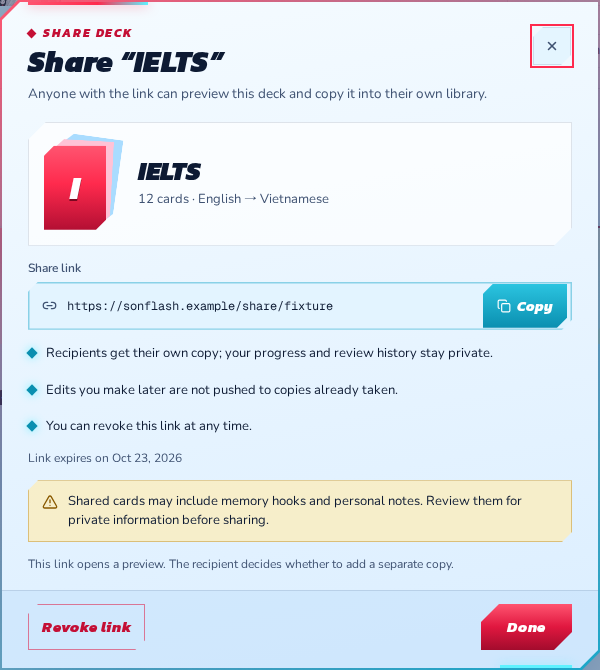 SHARE DECK
Share “IELTS”
Anyone with the link can preview this deck and copy it into their own library.
I
IELTS
12 cards · English → Vietnamese
Share link
https://sonflash.example/share/fixture
Copy
Recipients get their own copy; your progress and review history stay private.
Edits you make later are not pushed to copies already taken.
You can revoke this link at any time.
Link expires on Oct 23, 2026
Shared cards may include memory hooks and personal notes. Review them for
private information before sharing.
This link opens a preview. The recipient decides whether to add a separate copy.
Revoke link
Done